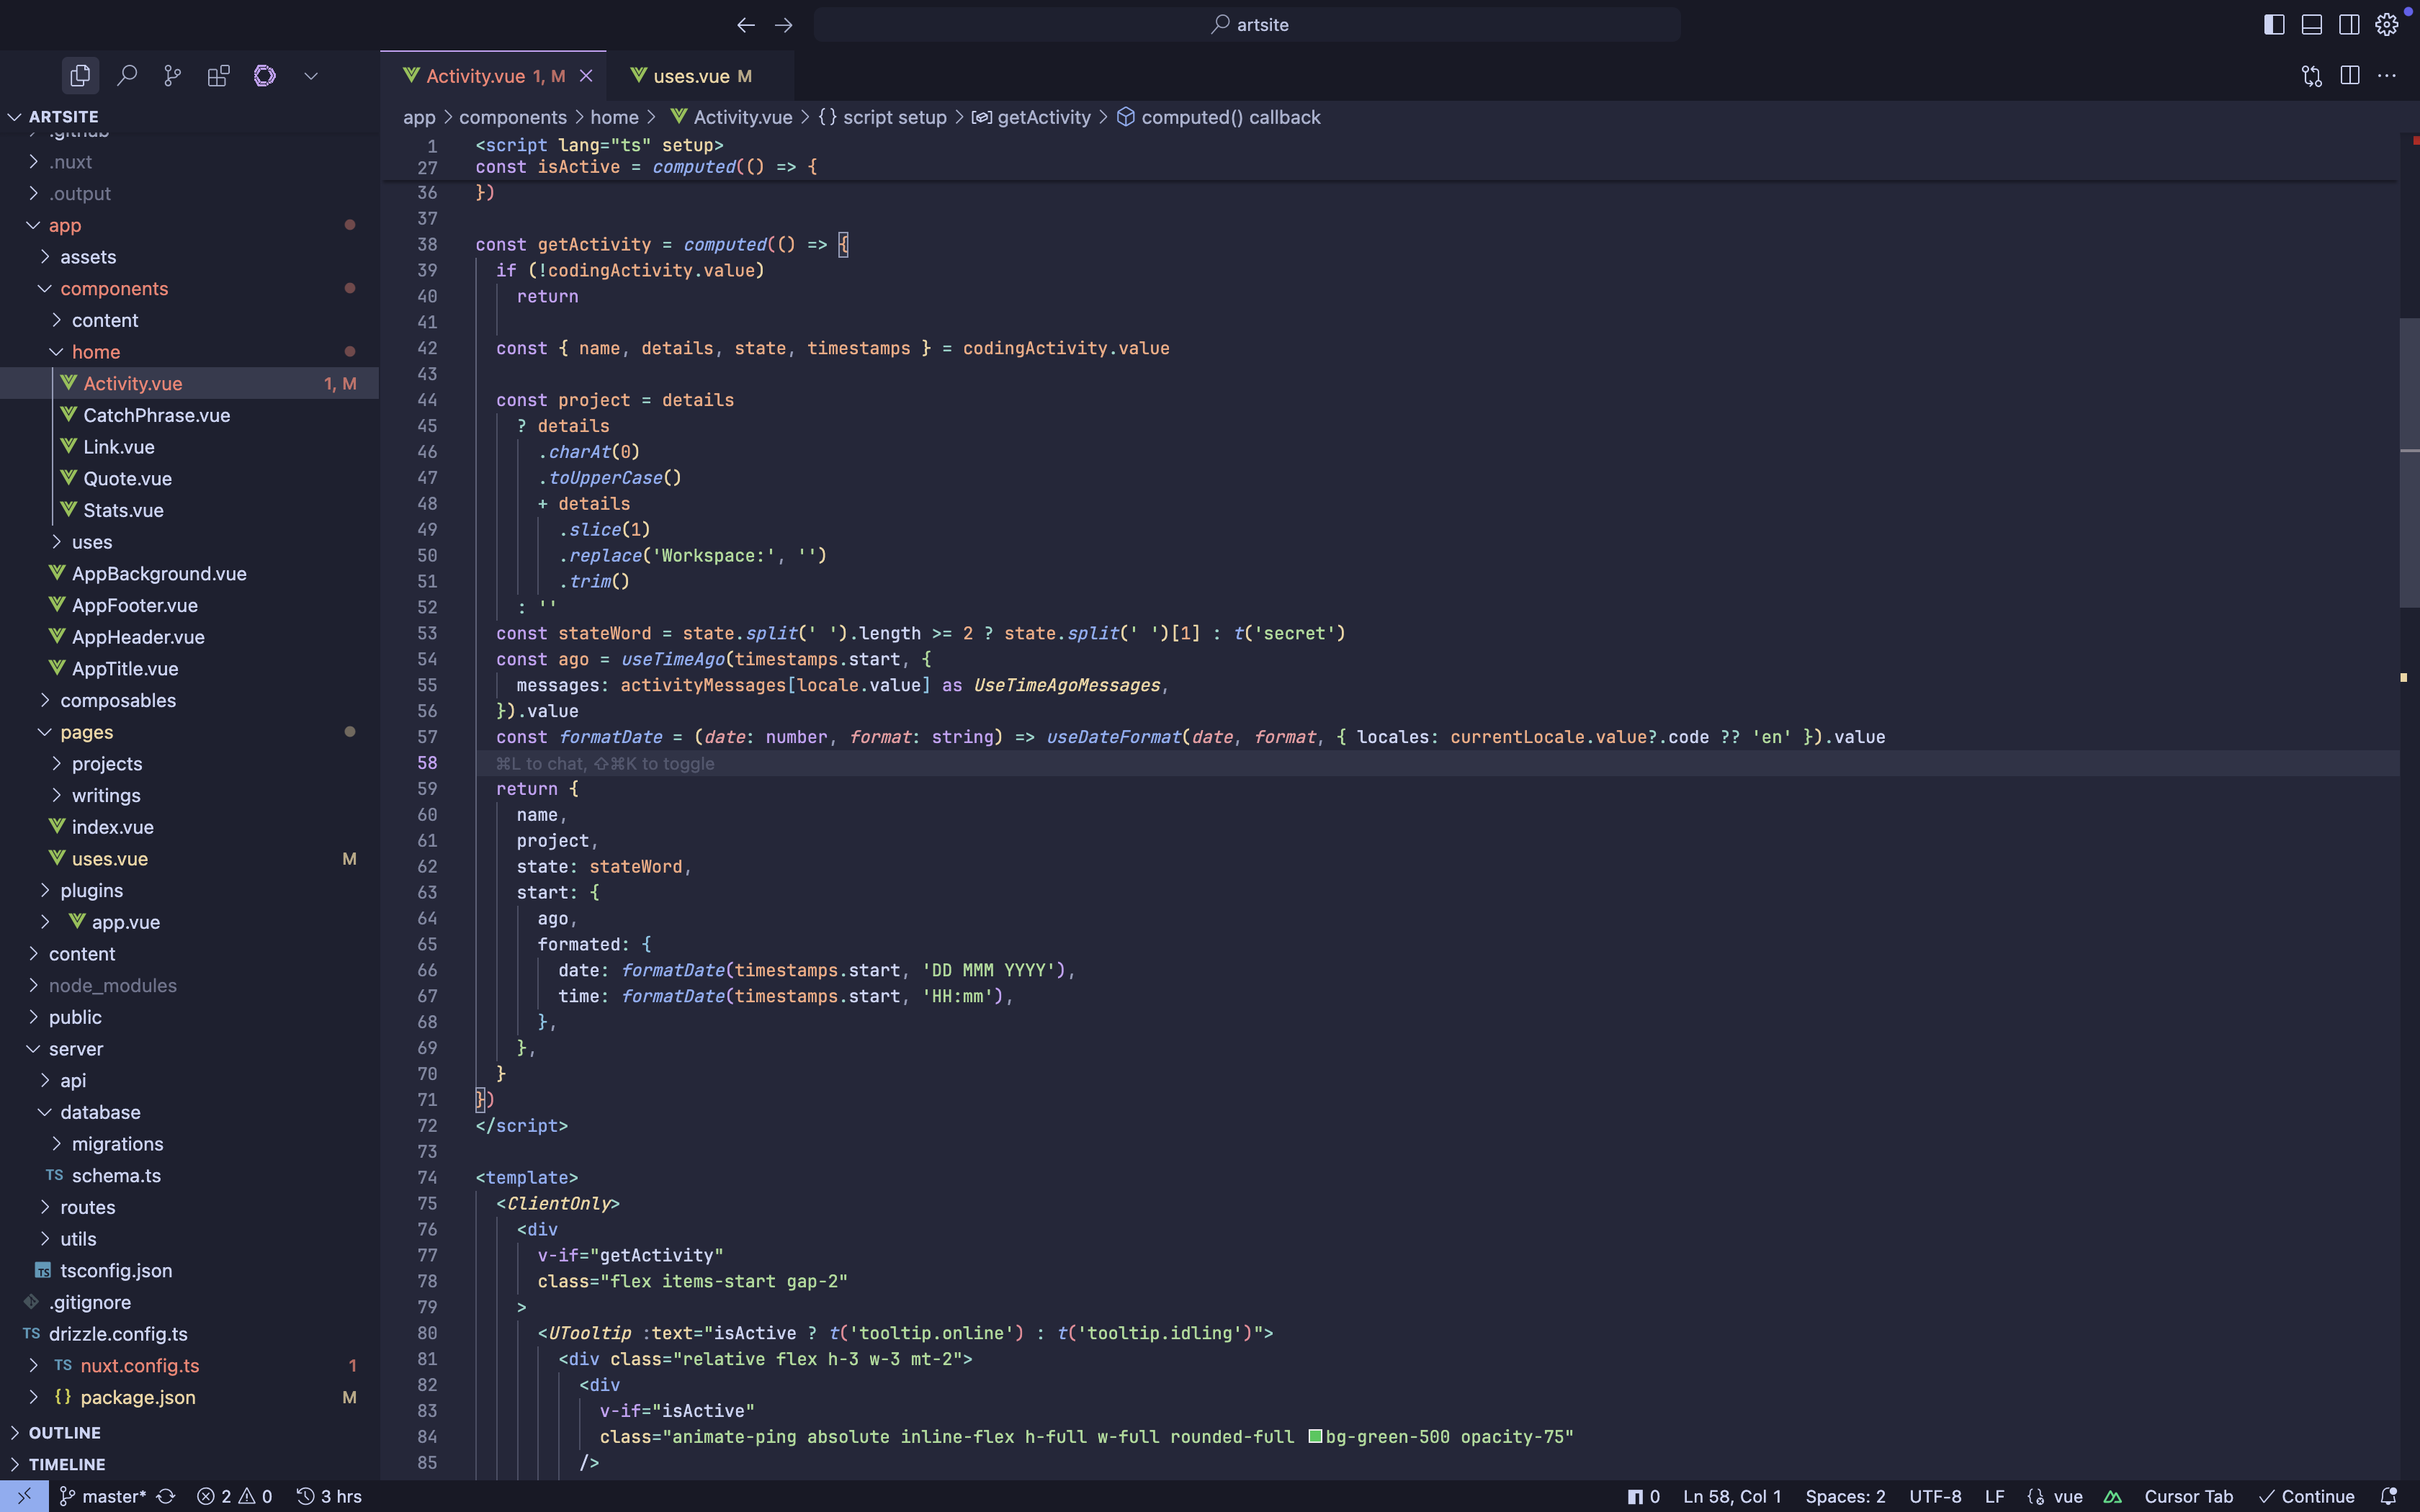 artsite
Activity.vue 1, M
uses.vue M
app > components > home > Activity.vue > {} script setup > getActivity > computed() callback
ARTSITE
.github
.nuxt
.output
app
assets
components
content
home
Activity.vue 1, M
CatchPhrase.vue
Link.vue
Quote.vue
Stats.vue
uses
AppBackground.vue
AppFooter.vue
AppHeader.vue
AppTitle.vue
composables
pages
projects
writings
index.vue
uses.vue M
plugins
app.vue
content
node_modules
public
server
api
database
migrations
TS schema.ts
routes
utils
TS tsconfig.json
.gitignore
TS drizzle.config.ts
TS nuxt.config.ts 1
{} package.json M
OUTLINE
TIMELINE
1 <script lang="ts" setup>
27 const isActive = computed(() => {
36 })
37
38 const getActivity = computed(() => {
39 if (!codingActivity.value)
40 return
41
42 const { name, details, state, timestamps } = codingActivity.value
43
44 const project = details
45 ? details
46 .charAt(0)
47 .toUpperCase()
48 + details
49 .slice(1)
50 .replace('Workspace:', '')
51 .trim()
52 : ''
53 const stateWord = state.split(' ').length >= 2 ? state.split(' ')[1] : t('secret')
54 const ago = useTimeAgo(timestamps.start, {
55 messages: activityMessages[locale.value] as UseTimeAgoMessages,
56 }).value
57 const formatDate = (date: number, format: string) => useDateFormat(date, format, { locales: currentLocale.value?.code ?? 'en' }).value
58 ⌘L to chat, ⇧⌘K to toggle
59 return {
60 name,
61 project,
62 state: stateWord,
63 start: {
64 ago,
65 formated: {
66 date: formatDate(timestamps.start, 'DD MMM YYYY'),
67 time: formatDate(timestamps.start, 'HH:mm'),
68 },
69 },
70 }
71 })
72 </script>
73
74 <template>
75 <ClientOnly>
76 <div
77 v-if="getActivity"
78 class="flex items-start gap-2"
79 >
80 <UTooltip :text="isActive ? t('tooltip.online') : t('tooltip.idling')">
81 <div class="relative flex h-3 w-3 mt-2">
82 <div
83 v-if="isActive"
84 class="animate-ping absolute inline-flex h-full w-full rounded-full bg-green-500 opacity-75"
85 />
master* 2 0 3 hrs
0 Ln 58, Col 1 Spaces: 2 UTF-8 LF vue Cursor Tab Continue